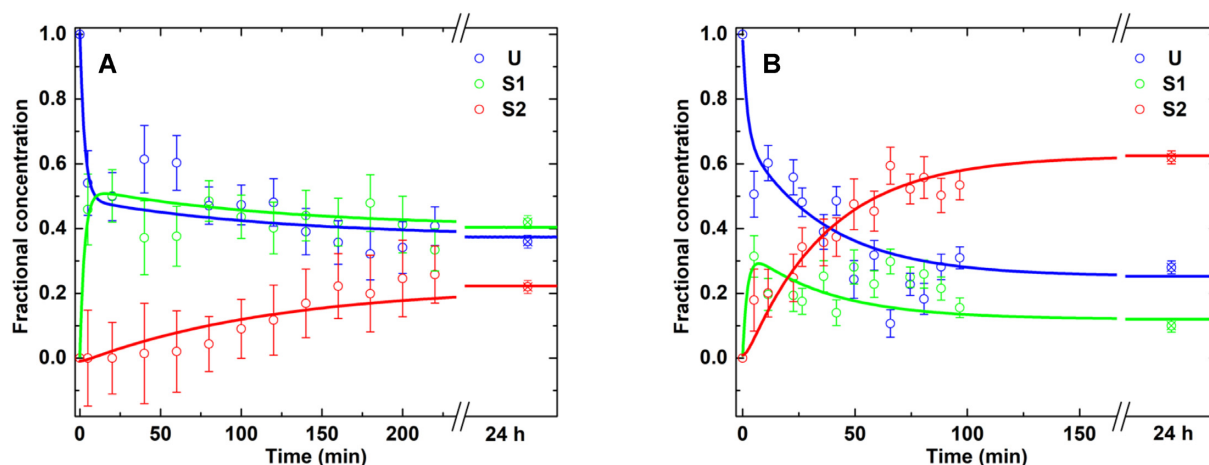 A
U
S1
S2
Fractional concentration
1.0
0.8
0.6
0.4
0.2
0.0
0 50 100 150 200 24 h
Time (min)
B
U
S1
S2
Fractional concentration
1.0
0.8
0.6
0.4
0.2
0.0
0 50 100 150 24 h
Time (min)